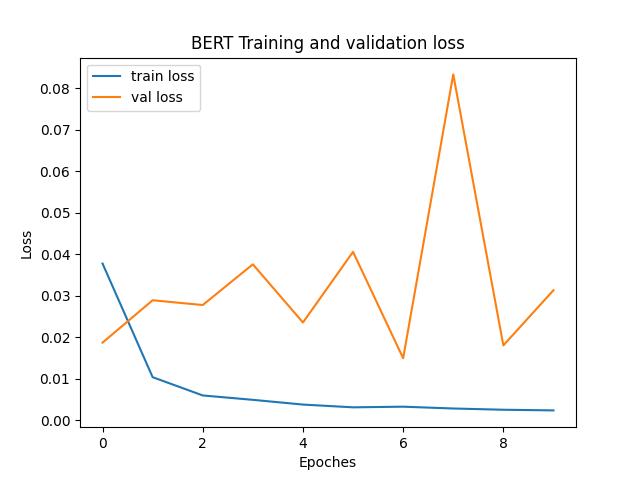 BERT Training and validation loss
train loss
val loss
0.08
0.07
0.06
0.05
0.04
0.03
0.02
0.01
0.00
Loss
0 2 4 6 8
Epoches